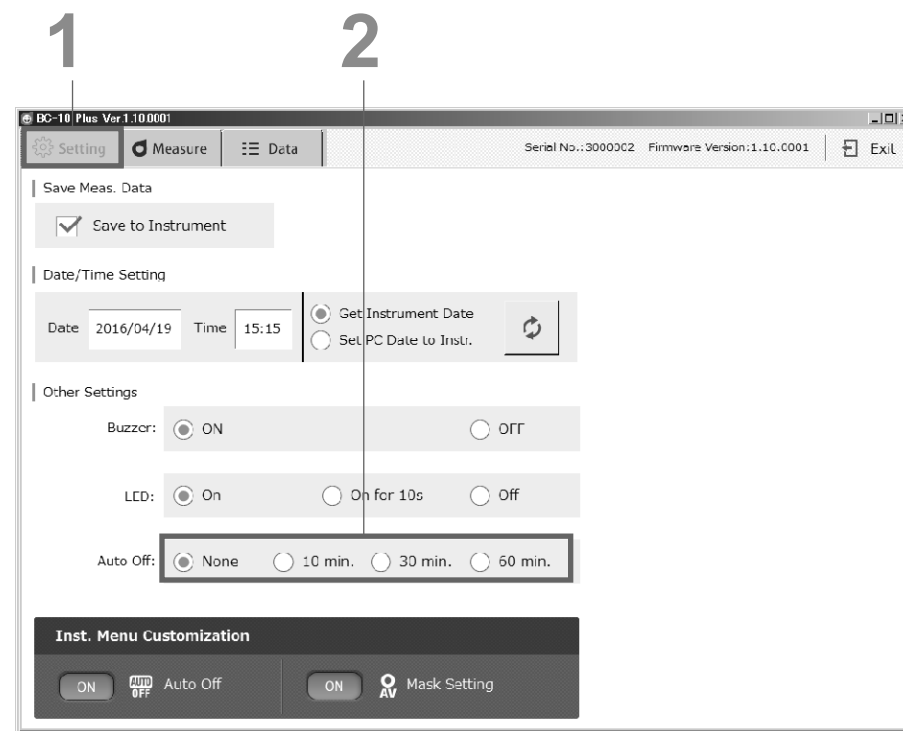 1 2
BC-10 Plus Ver.1.10.0001
Setting Measure Data Serial No.:3000002 Firmware Version:1.10.0001 Exit
Save Meas. Data
Save to Instrument
Date/Time Setting
Date 2016/04/19 Time 15:15
Get Instrument Date
Set PC Date to Instr.
Other Settings
Buzzer: ON OFF
LED: On On for 10s Off
Auto Off: None 10 min. 30 min. 60 min.
Inst. Menu Customization
ON AUTO OFF Auto Off ON AV Mask Setting